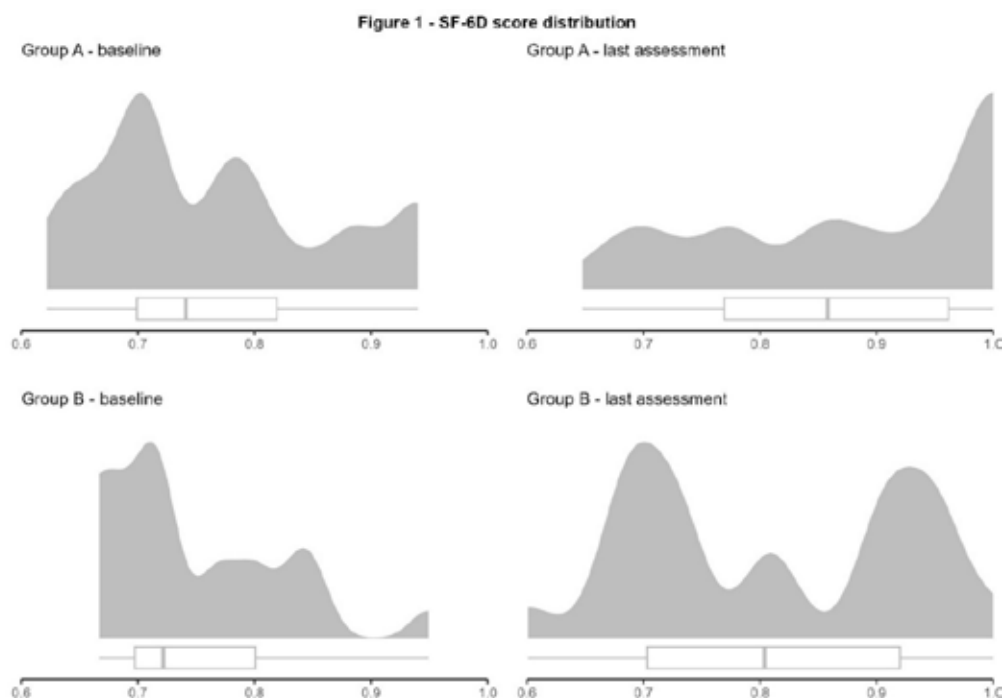 Figure 1 - SF-6D score distribution
Group A - baseline
Group A - last assessment
0.6 0.7 0.8 0.9 1.0
0.6 0.7 0.8 0.9 1.0
Group B - baseline
Group B - last assessment
0.6 0.7 0.8 0.9 1.0
0.6 0.7 0.8 0.9 1.0